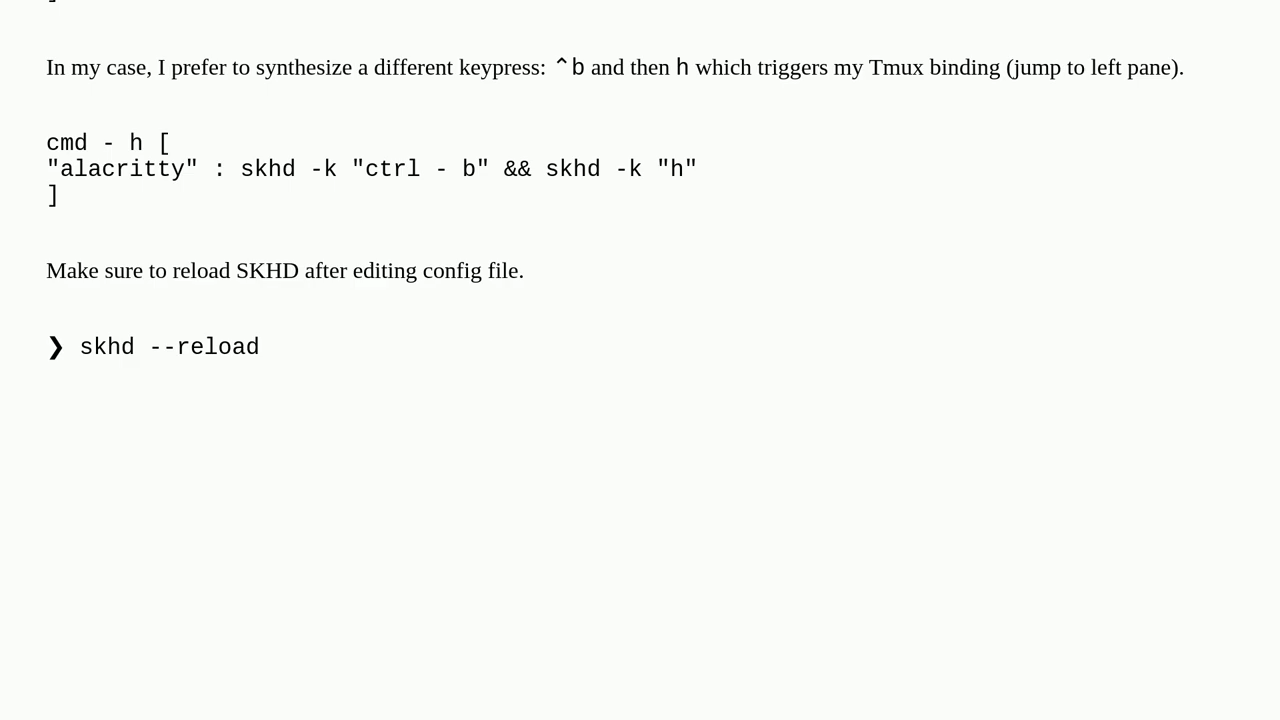 ]
In my case, I prefer to synthesize a different keypress: ^b and then h which triggers my Tmux binding (jump to left pane).
cmd - h [
"alacritty" : skhd -k "ctrl - b" && skhd -k "h"
]
Make sure to reload SKHD after editing config file.
❯ skhd --reload